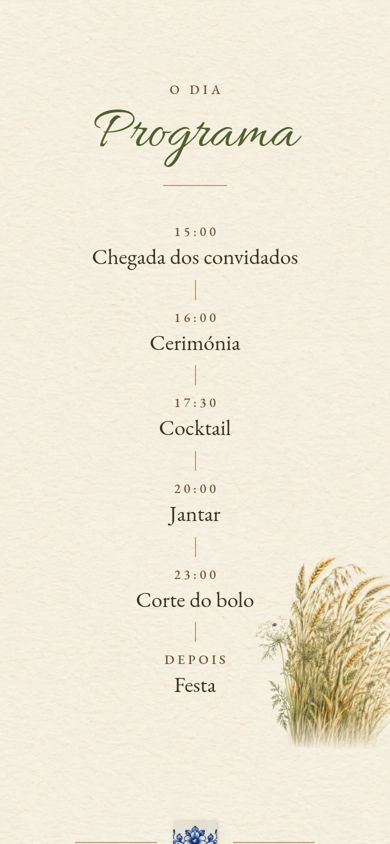 O DIA
Programa
15:00
Chegada dos convidados
16:00
Cerimónia
17:30
Cocktail
20:00
Jantar
23:00
Corte do bolo
DEPOIS
Festa